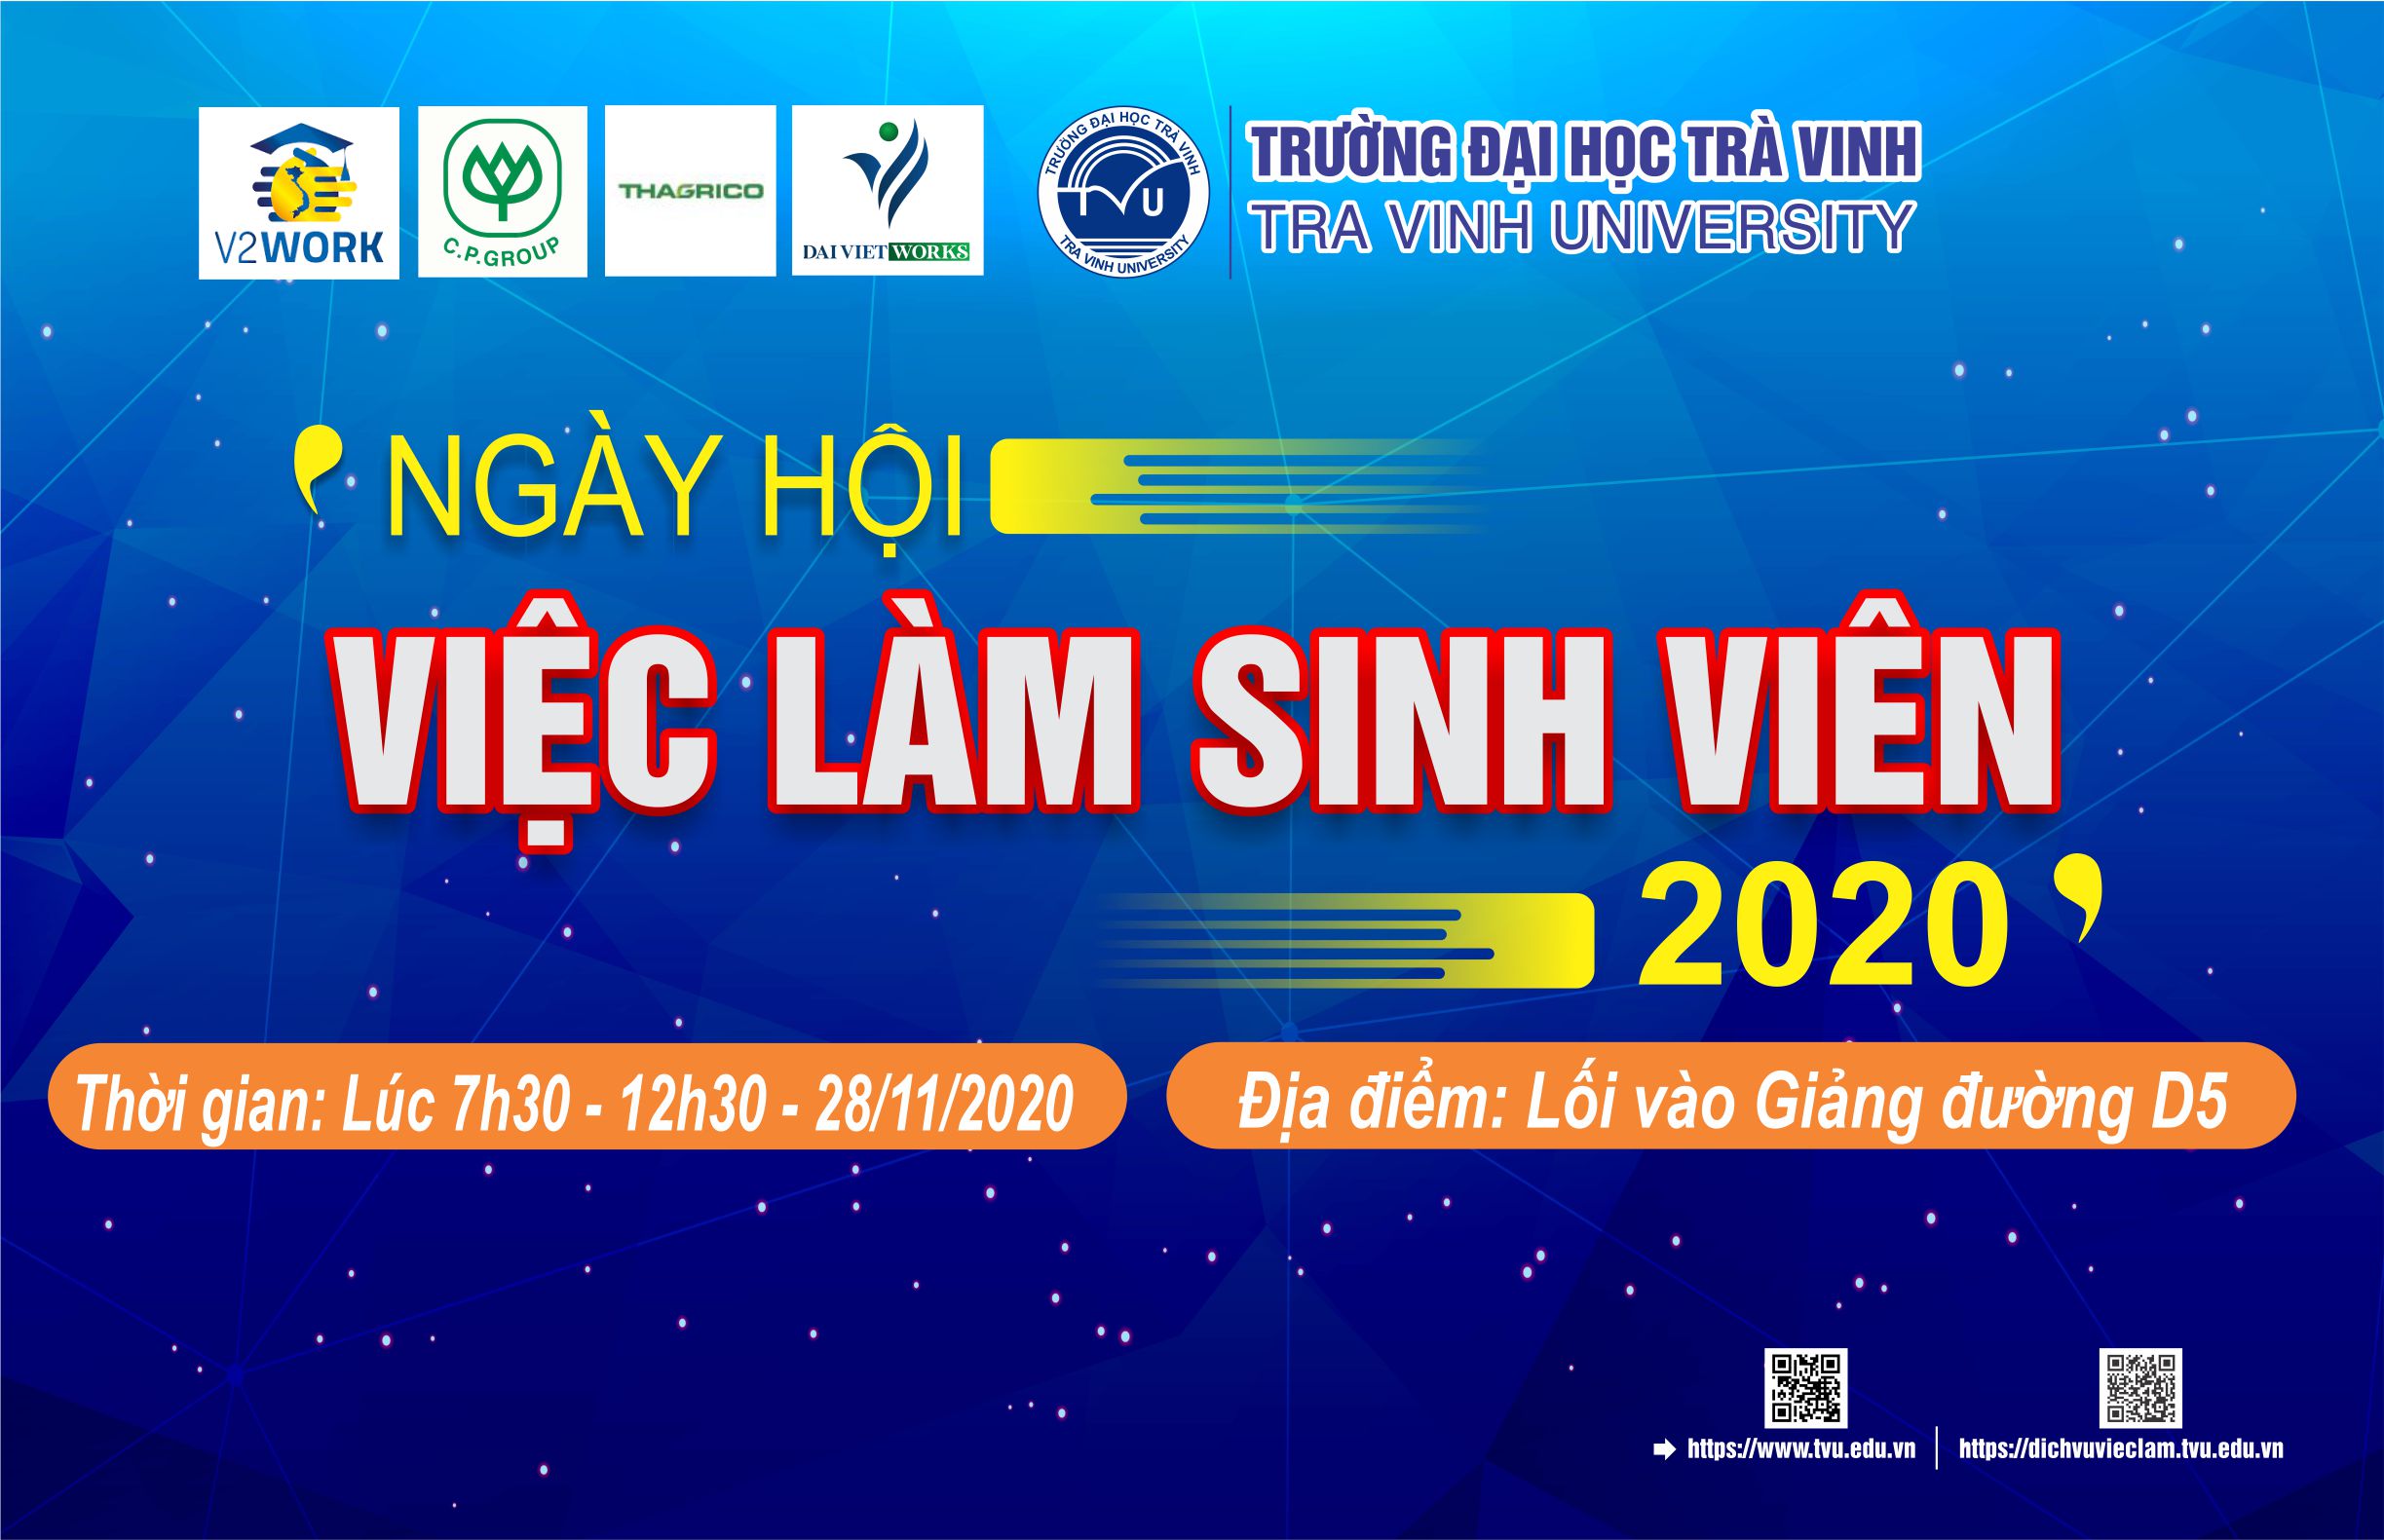 V2WORK
C.P.GROUP
THAGRICO
DAI VIET WORKS
TRƯỜNG ĐẠI HỌC TRÀ VINH
TVU
TRA VINH UNIVERSITY
TRƯỜNG ĐẠI HỌC TRÀ VINH
TRA VINH UNIVERSITY
‘ NGÀY HỘI
VIỆC LÀM SINH VIÊN
2020 ’
Thời gian: Lúc 7h30 - 12h30 - 28/11/2020
Địa điểm: Lối vào Giảng đường D5
https://www.tvu.edu.vn
https://dichvuvieclam.tvu.edu.vn